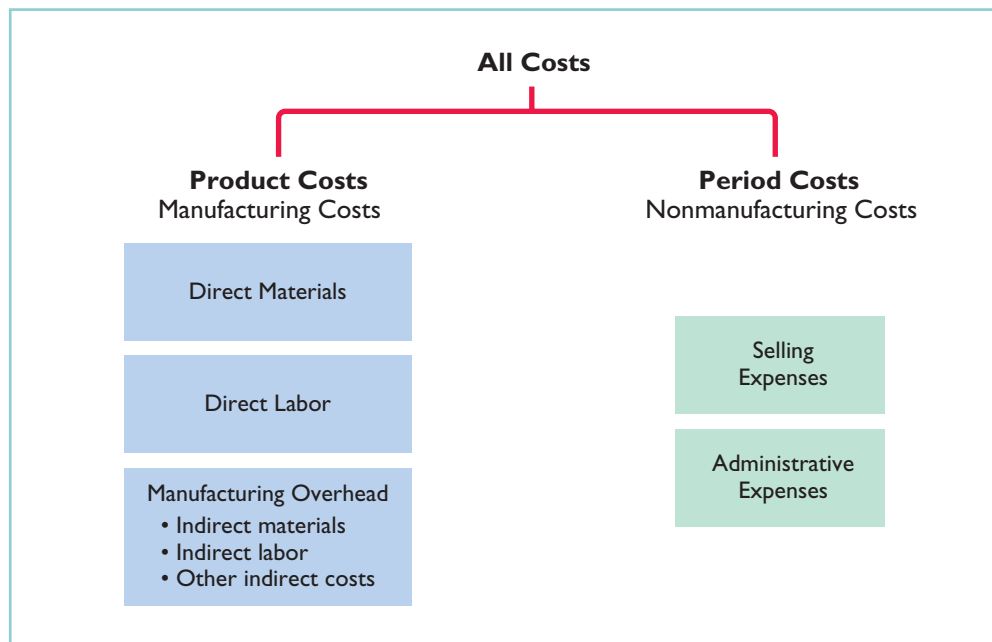 All Costs
Product Costs
Manufacturing Costs
Direct Materials
Direct Labor
Manufacturing Overhead
• Indirect materials
• Indirect labor
• Other indirect costs
Period Costs
Nonmanufacturing Costs
Selling
Expenses
Administrative
Expenses